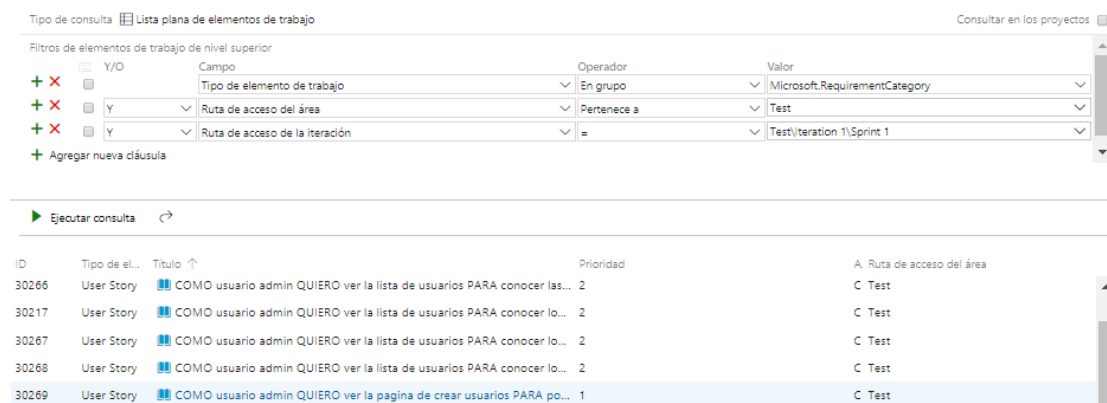 Tipo de consulta Lista plana de elementos de trabajo Consultar en los proyectos
Filtros de elementos de trabajo de nivel superior
Y/O Campo Operador Valor
Tipo de elemento de trabajo En grupo Microsoft.RequirementCategory
Y Ruta de acceso del área Pertenece a Test
Y Ruta de acceso de la iteración = Test\Iteration 1\Sprint 1
Agregar nueva cláusula
Ejecutar consulta
ID Tipo de el... Título ↑ Prioridad A. Ruta de acceso del área
30266 User Story COMO usuario admin QUIERO ver la lista de usuarios PARA conocer las... 2 C Test
30217 User Story COMO usuario admin QUIERO ver la lista de usuarios PARA conocer lo... 2 C Test
30267 User Story COMO usuario admin QUIERO ver la lista de usuarios PARA conocer lo... 2 C Test
30268 User Story COMO usuario admin QUIERO ver la lista de usuarios PARA conocer lo... 2 C Test
30269 User Story COMO usuario admin QUIERO ver la pagina de crear usuarios PARA po... 1 C Test